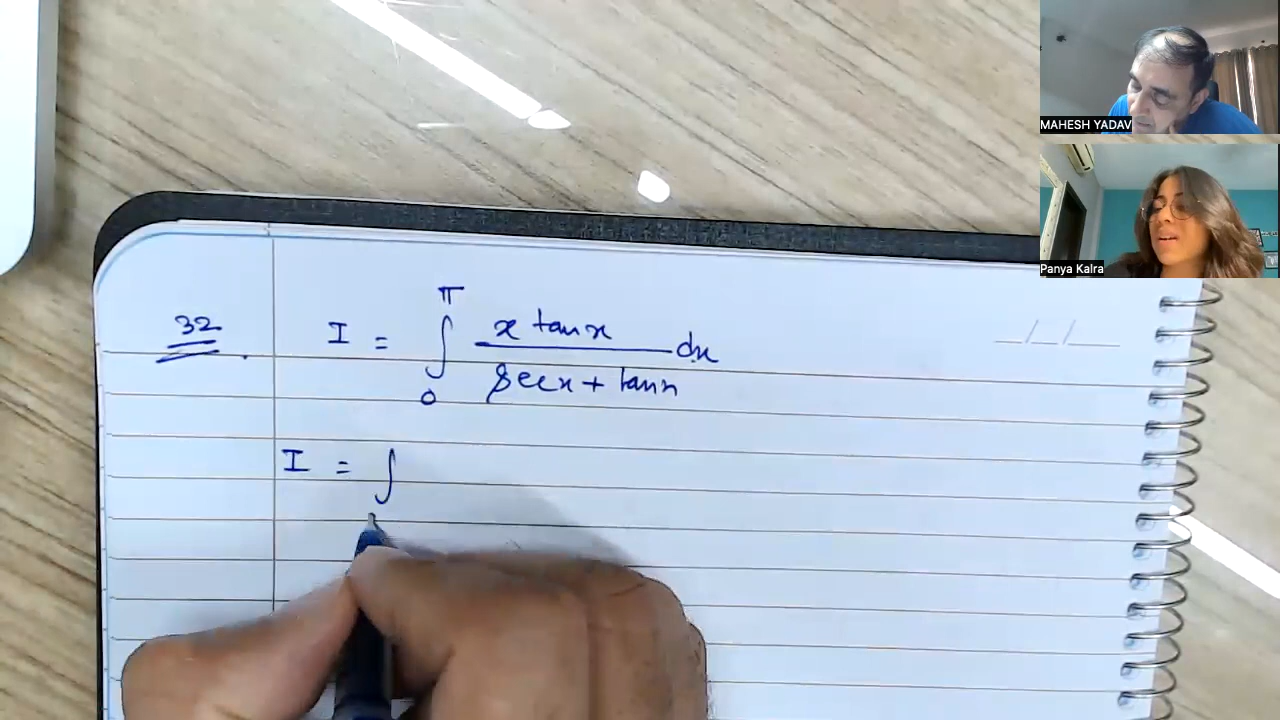 MAHESH YADAV
Panya Kalra
32 I = ∫₀^π x tan x / (sec x + tan x) dx
I = ∫